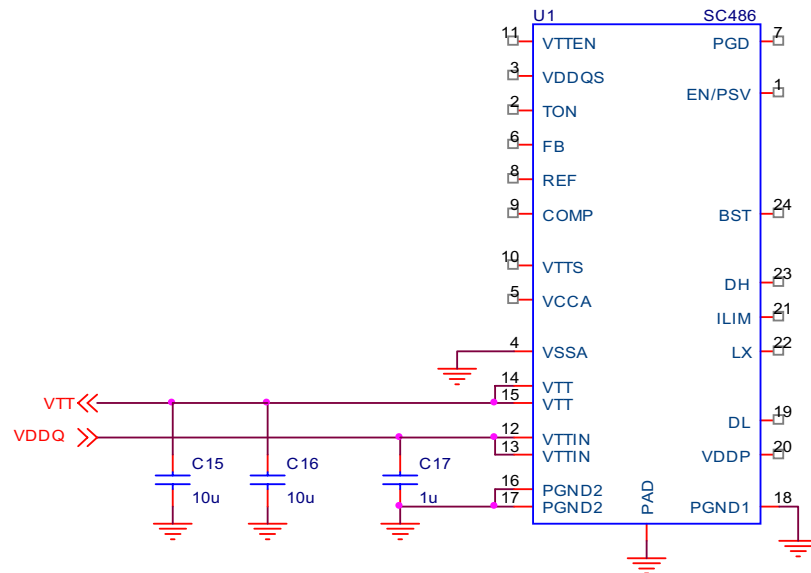 U1 SC486
11 VTTEN PGD 7
3 VDDQS
EN/PSV 1
2 TON
6 FB
8 REF
9 COMP BST 24
10 VTTS
DH 23
5 VCCA
ILIM 21
4 VSSA LX 22
14 VTT
VTT 15 VTT
DL 19
VDDQ 12 VTTIN
13 VTTIN VDDP 20
C15 C16 C17
16 PGND2
10u 10u 1u 17 PGND2 PAD PGND1 18